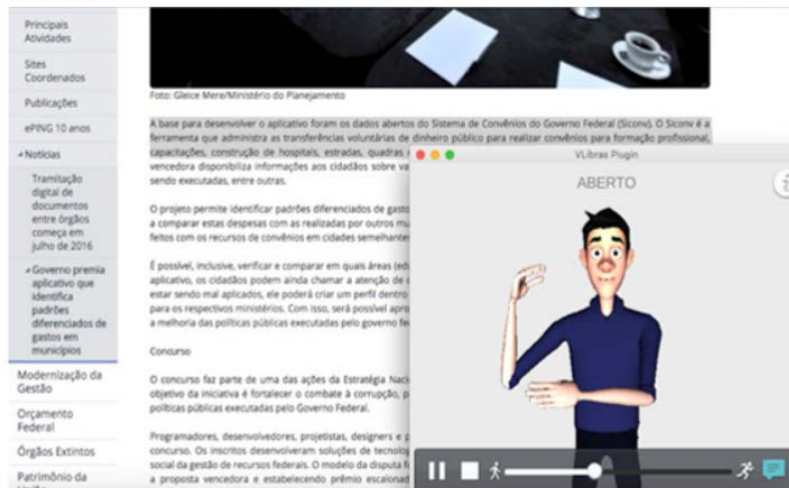 Principais
Atividades
Sites
Coordenados
Publicações
ePING 10 anos
Notícias
Tramitação
digital de
documentos
entre órgãos
começa em
julho de 2016
Governo premia
aplicativo que
identifica
padrões
diferenciados de
gastos em
municípios
Modernização da
Gestão
Orçamento
Federal
Órgãos Extintos
Patrimônio da
União
Foto: Gleice Mere/Ministério do Planejamento
A base para desenvolver o aplicativo foram os dados abertos do Sistema de Convênios do Governo Federal (Siconv). O Siconv é a
ferramenta que administra as transferências voluntárias de dinheiro público para realizar convênios para formação profissional,
capacitações, construção de hospitais, estradas, quadras
vencedora disponibiliza informações aos cidadãos sobre va
sendo executadas, entre outras.
O projeto permite identificar padrões diferenciados de gasto
a comparar estas despesas com as realizadas por outros mu
feitos com os recursos de convênios em cidades semelhante
É possível, inclusive, verificar e comparar em quais áreas (ed
aplicativo, os cidadãos podem ainda chamar a atenção de
estar sendo mal aplicados, ele poderá criar um perfil dentro
para os respectivos ministérios. Com isso, será possível apro
a melhoria das políticas públicas executadas pelo governo fe
Concurso
O concurso faz parte de uma das ações da Estratégia Naci
objetivo da iniciativa é fortalecer o combate à corrupção, p
políticas públicas executadas pelo Governo Federal.
Programadores, desenvolvedores, projetistas, designers e p
concurso. Os inscritos desenvolveram soluções de tecnolog
social da gestão de recursos federais. O modelo da disputa f
a proposta vencedora e estabelecendo prêmio escalonad
VLibras Plugin
ABERTO